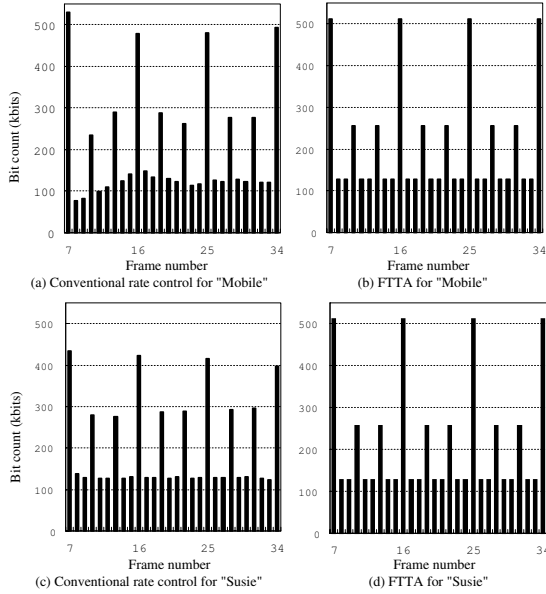 500
400
300
200
100
0
Bit count (kbits)
7 16 25 34
Frame number
(a) Conventional rate control for "Mobile"
500
400
300
200
100
0
7 16 25 34
Frame number
(b) FTTA for "Mobile"
500
400
300
200
100
0
Bit count (kbits)
7 16 25 34
Frame number
(c) Conventional rate control for "Susie"
500
400
300
200
100
0
7 16 25 34
Frame number
(d) FTTA for "Susie"